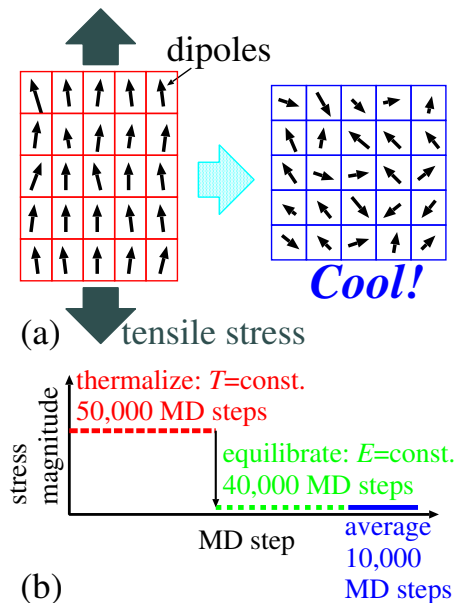 dipoles
Cool!
(a)
tensile stress
thermalize: T=const.
50,000 MD steps
stress
magnitude
equilibrate: E=const.
40,000 MD steps
MD step
average
10,000
MD steps
(b)